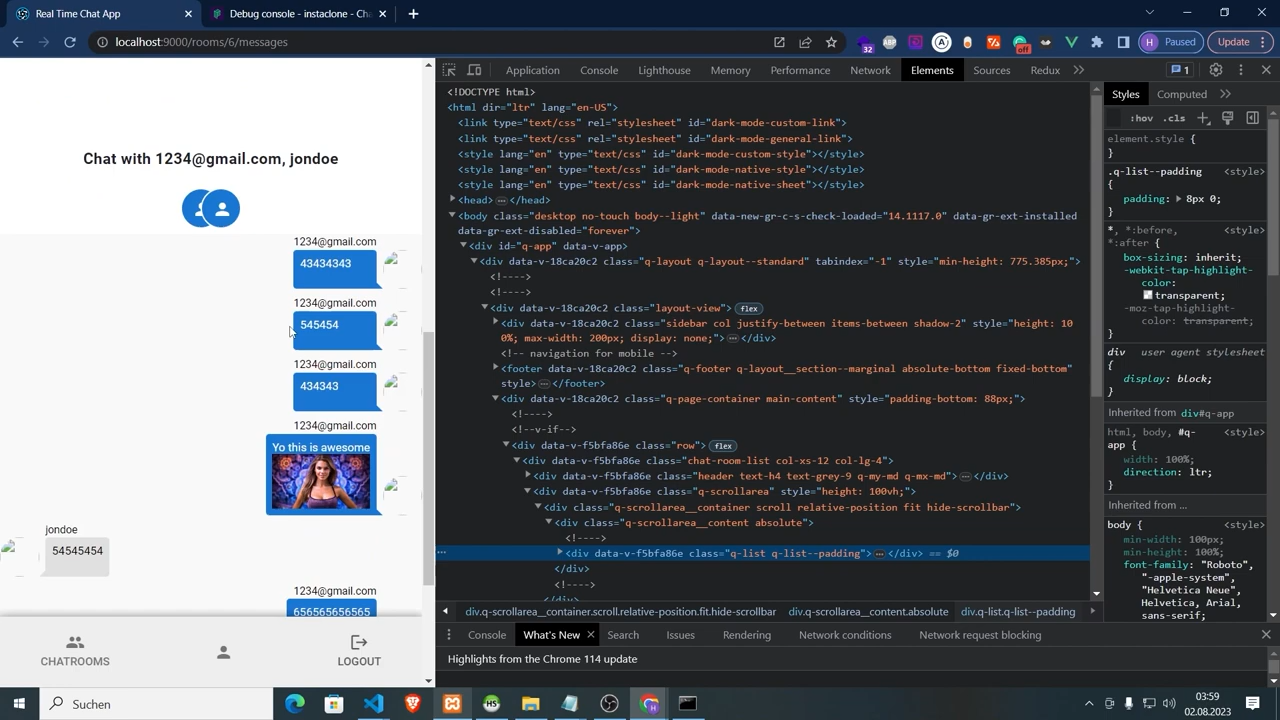 Real Time Chat App
Debug console - instaclone - Cha
localhost:9000/rooms/6/messages
32
ABP
A
off
H
Paused
Update
Application
Console
Lighthouse
Memory
Performance
Network
Elements
Sources
Redux
1
Chat with 1234@gmail.com, jondoe
1234@gmail.com
43434343
1234@gmail.com
545454
1234@gmail.com
434343
1234@gmail.com
Yo this is awesome
jondoe
54545454
1234@gmail.com
656565656565
CHATROOMS
LOGOUT
<!DOCTYPE html>
<html dir="ltr" lang="en-US">
<link type="text/css" rel="stylesheet" id="dark-mode-custom-link">
<link type="text/css" rel="stylesheet" id="dark-mode-general-link">
<style lang="en" type="text/css" id="dark-mode-custom-style"></style>
<style lang="en" type="text/css" id="dark-mode-native-style"></style>
<style lang="en" type="text/css" id="dark-mode-native-sheet"></style>
<head> ⋯ </head>
<body class="desktop no-touch body--light" data-new-gr-c-s-check-loaded="14.1117.0" data-gr-ext-installed
data-gr-ext-disabled="forever">
<div id="q-app" data-v-app>
<div data-v-18ca20c2 class="q-layout q-layout--standard" tabindex="-1" style="min-height: 775.385px;">
<!---->
<!---->
<div data-v-18ca20c2 class="layout-view"> flex
<div data-v-18ca20c2 class="sidebar col justify-between items-between shadow-2" style="height: 10
0%; max-width: 200px; display: none;"> ⋯ </div>
<!-- navigation for mobile -->
<footer data-v-18ca20c2 class="q-footer q-layout__section--marginal absolute-bottom fixed-bottom"
style> ⋯ </footer>
<div data-v-18ca20c2 class="q-page-container main-content" style="padding-bottom: 88px;">
<!---->
<!--v-if-->
<div data-v-f5bfa86e class="row"> flex
<div data-v-f5bfa86e class="chat-room-list col-xs-12 col-lg-4">
<div data-v-f5bfa86e class="header text-h4 text-grey-9 q-my-md q-mx-md"> ⋯ </div>
<div data-v-f5bfa86e class="q-scrollarea" style="height: 100vh;">
<div class="q-scrollarea__container scroll relative-position fit hide-scrollbar">
<div class="q-scrollarea__content absolute">
<!---->
<div data-v-f5bfa86e class="q-list q-list--padding"> ⋯ </div> == $0
</div>
<!---->
</div>
div.q-scrollarea__container.scroll.relative-position.fit.hide-scrollbar
div.q-scrollarea__content.absolute
div.q-list.q-list--padding
Styles
Computed
:hov .cls
element.style {
}
.q-list--padding <style>
{
padding: 8px 0;
}
*, *:before, <style>
*:after {
box-sizing: inherit;
-webkit-tap-highlight-
color:
transparent;
-moz-tap-highlight-
color: transparent;
}
div user agent stylesheet
{
display: block;
}
Inherited from div#q-app
html, body, #q- <style>
app {
width: 100%;
direction: ltr;
}
Inherited from ...
body { <style>
min-width: 100px;
min-height: 100%;
font-family: "Roboto"
, "-apple-system",
"Helvetica Neue",
Helvetica, Arial,
sans-serif;
Console
What's New
Search
Issues
Rendering
Network conditions
Network request blocking
Highlights from the Chrome 114 update
Suchen
HS
03:59
02.08.2023